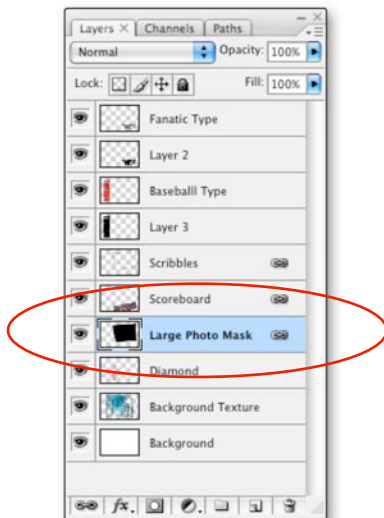 Layers × Channels Paths
Normal Opacity: 100%
Lock: Fill: 100%
Fanatic Type
Layer 2
Baseballl Type
Layer 3
Scribbles
Scoreboard
Large Photo Mask
Diamond
Background Texture
Background
fx.